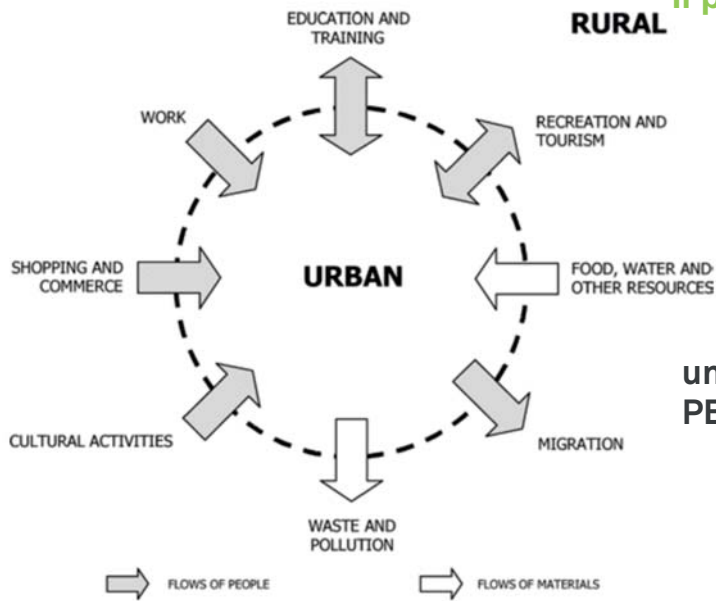 EDUCATION AND
TRAINING
RURAL
WORK
RECREATION AND
TOURISM
SHOPPING AND
COMMERCE
URBAN
FOOD, WATER AND
OTHER RESOURCES
CULTURAL ACTIVITIES
MIGRATION
WASTE AND
POLLUTION
FLOWS OF PEOPLE
FLOWS OF MATERIALS